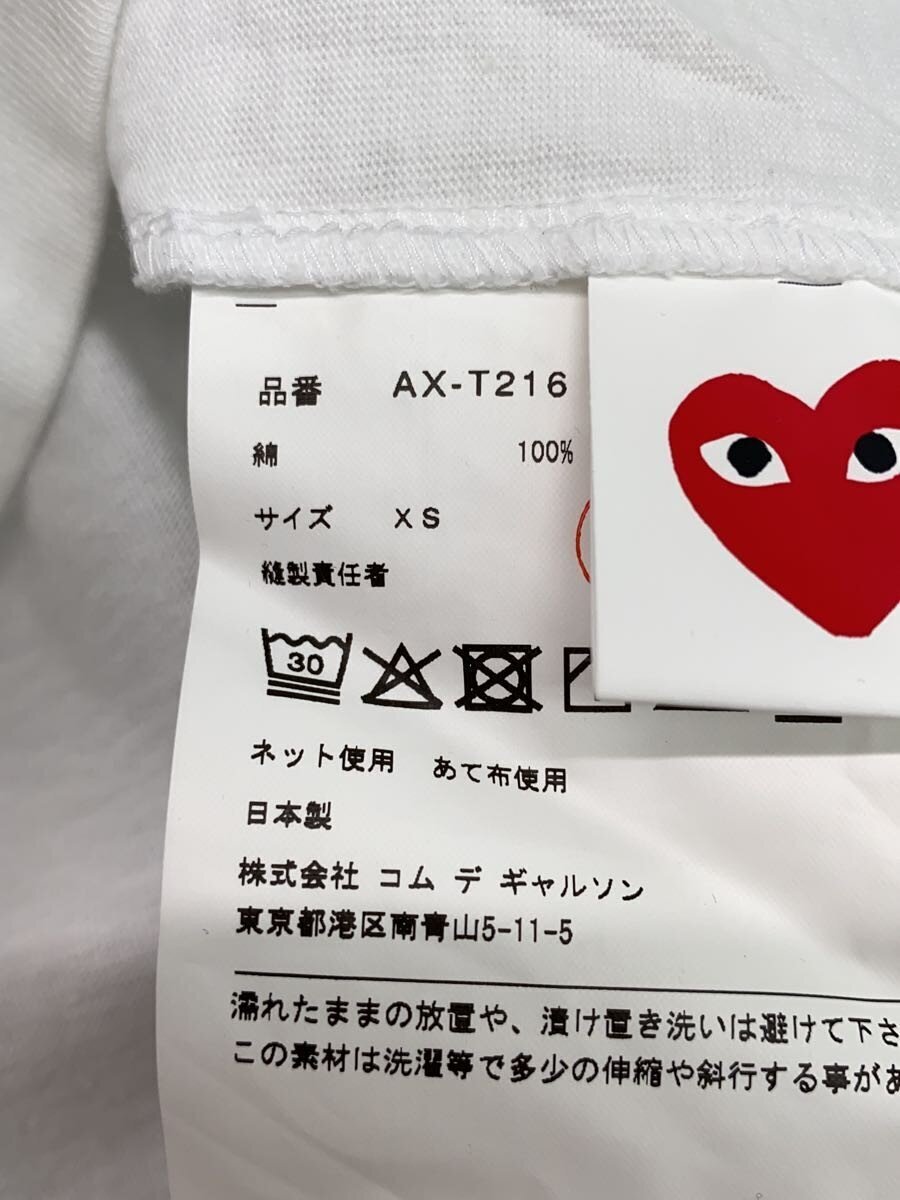 品番 AX-T216
綿 100%
サイズ XS
縫製責任者
30
ネット使用 あて布使用
日本製
株式会社 コム デ ギャルソン
東京都港区南青山5-11-5
濡れたままの放置や、漬け置き洗いは避けて下さ
この素材は洗濯等で多少の伸縮や斜行する事があ